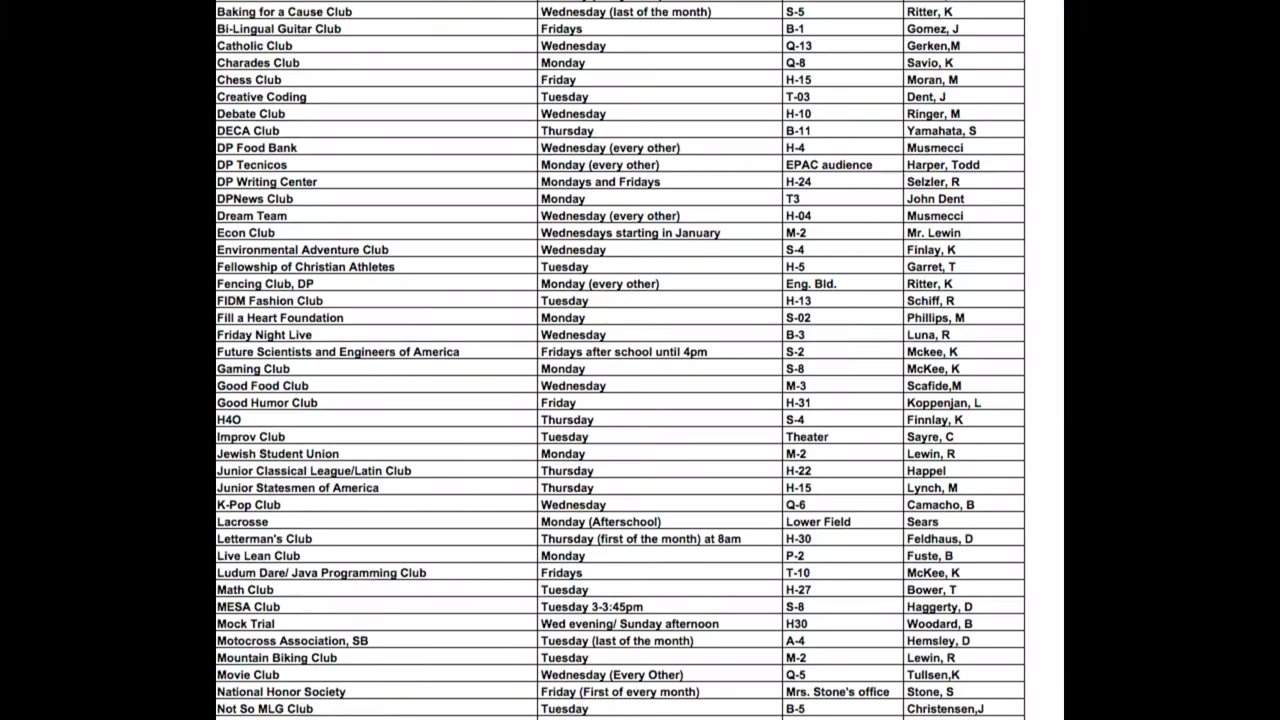 Baking for a Cause Club Wednesday (last of the month) S-5 Ritter, K
Bi-Lingual Guitar Club Fridays B-1 Gomez, J
Catholic Club Wednesday Q-13 Gerken,M
Charades Club Monday Q-8 Savio, K
Chess Club Friday H-15 Moran, M
Creative Coding Tuesday T-03 Dent, J
Debate Club Wednesday H-10 Ringer, M
DECA Club Thursday B-11 Yamahata, S
DP Food Bank Wednesday (every other) H-4 Musmecci
DP Tecnicos Monday (every other) EPAC audience Harper, Todd
DP Writing Center Mondays and Fridays H-24 Selzler, R
DPNews Club Monday T3 John Dent
Dream Team Wednesday (every other) H-04 Musmecci
Econ Club Wednesdays starting in January M-2 Mr. Lewin
Environmental Adventure Club Wednesday S-4 Finlay, K
Fellowship of Christian Athletes Tuesday H-5 Garret, T
Fencing Club, DP Monday (every other) Eng. Bld. Ritter, K
FIDM Fashion Club Tuesday H-13 Schiff, R
Fill a Heart Foundation Monday S-02 Phillips, M
Friday Night Live Wednesday B-3 Luna, R
Future Scientists and Engineers of America Fridays after school until 4pm S-2 Mckee, K
Gaming Club Monday S-8 McKee, K
Good Food Club Wednesday M-3 Scafide,M
Good Humor Club Friday H-31 Koppenjan, L
H4O Thursday S-4 Finnlay, K
Improv Club Tuesday Theater Sayre, C
Jewish Student Union Monday M-2 Lewin, R
Junior Classical League/Latin Club Thursday H-22 Happel
Junior Statesmen of America Thursday H-15 Lynch, M
K-Pop Club Wednesday Q-6 Camacho, B
Lacrosse Monday (Afterschool) Lower Field Sears
Letterman's Club Thursday (first of the month) at 8am H-30 Feldhaus, D
Live Lean Club Monday P-2 Fuste, B
Ludum Dare/ Java Programming Club Fridays T-10 McKee, K
Math Club Tuesday H-27 Bower, T
MESA Club Tuesday 3-3:45pm S-8 Haggerty, D
Mock Trial Wed evening/ Sunday afternoon H30 Woodard, B
Motocross Association, SB Tuesday (last of the month) A-4 Hemsley, D
Mountain Biking Club Tuesday M-2 Lewin, R
Movie Club Wednesday (Every Other) Q-5 Tullsen,K
National Honor Society Friday (First of every month) Mrs. Stone's office Stone, S
Not So MLG Club Tuesday B-5 Christensen,J